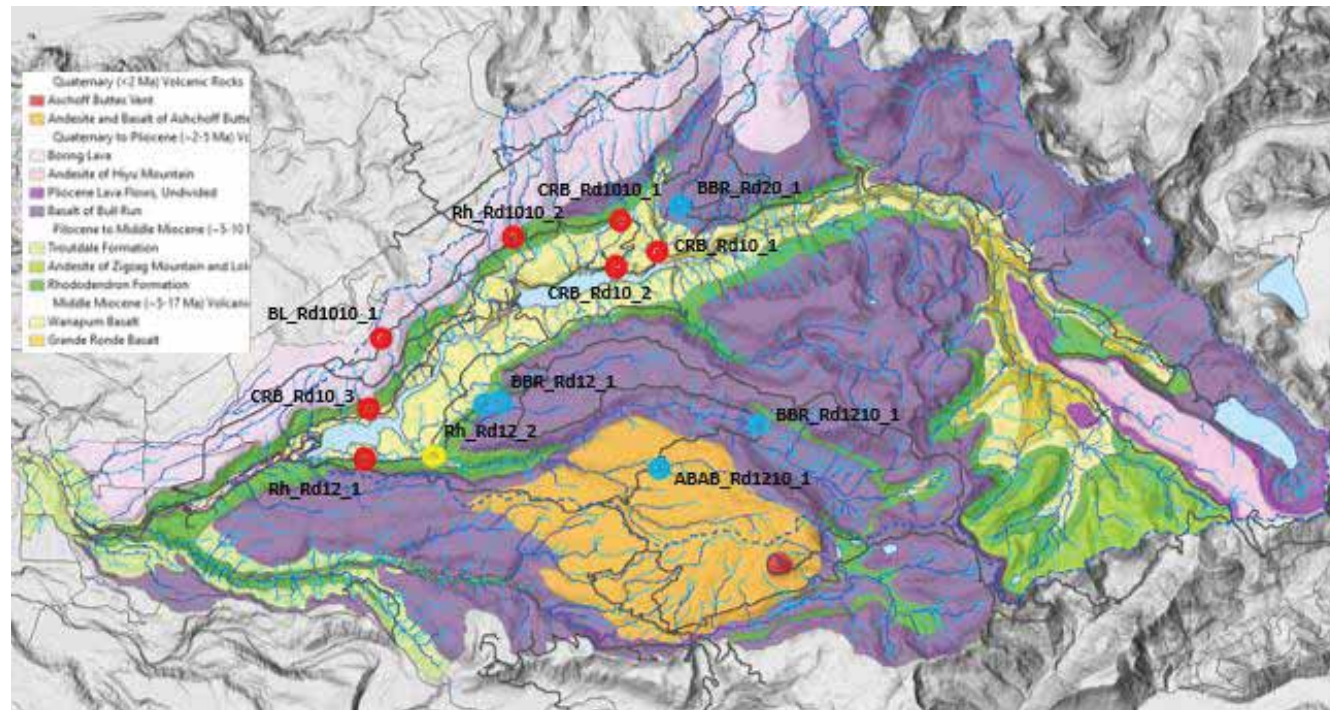 Quaternary (<2 Ma) Volcanic Rocks
Aschoff Buttes Vent
Andesite and Basalt of Ashchoff Butte
Quaternary to Pliocene (~2-5 Ma) Vo
Boring Lava
Andesite of Hiyu Mountain
Pliocene Lava Flows, Undivided
Basalt of Bull Run
Pliocene to Middle Miocene (~5-10
Troutdale Formation
Andesite of Zigzag Mountain and Lol
Rhododendron Formation
Middle Miocene (~5-17 Ma) Volcanic
Wanapum Basalt
Grande Ronde Basalt
CRB_Rd1010_1
BBR_Rd20_1
Rh_Rd1010_2
CRB_Rd10_1
CRB_Rd10_2
BL_Rd1010_1
BBR_Rd12_1
CRB_Rd10_3
BBR_Rd1210_1
Rh_Rd12_2
ABAB_Rd1210_1
Rh_Rd12_1